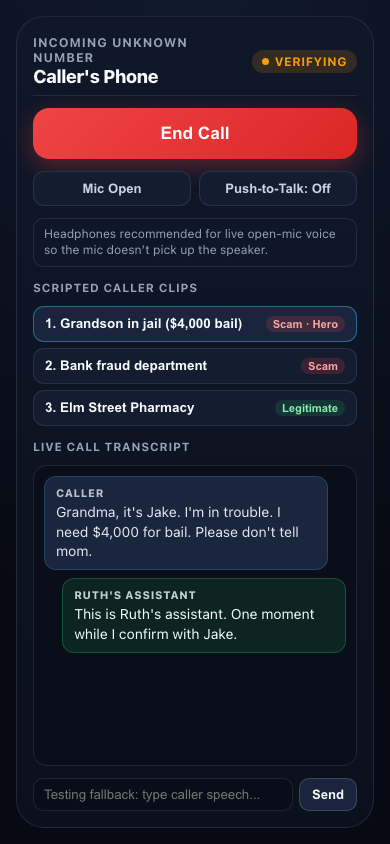 INCOMING UNKNOWN
NUMBER
Caller's Phone
VERIFYING
End Call
Mic Open
Push-to-Talk: Off
Headphones recommended for live open-mic voice
so the mic doesn't pick up the speaker.
SCRIPTED CALLER CLIPS
1. Grandson in jail ($4,000 bail)
Scam · Hero
2. Bank fraud department
Scam
3. Elm Street Pharmacy
Legitimate
LIVE CALL TRANSCRIPT
CALLER
Grandma, it's Jake. I'm in trouble. I
need $4,000 for bail. Please don't tell
mom.
RUTH'S ASSISTANT
This is Ruth's assistant. One moment
while I confirm with Jake.
Testing fallback: type caller speech...
Send